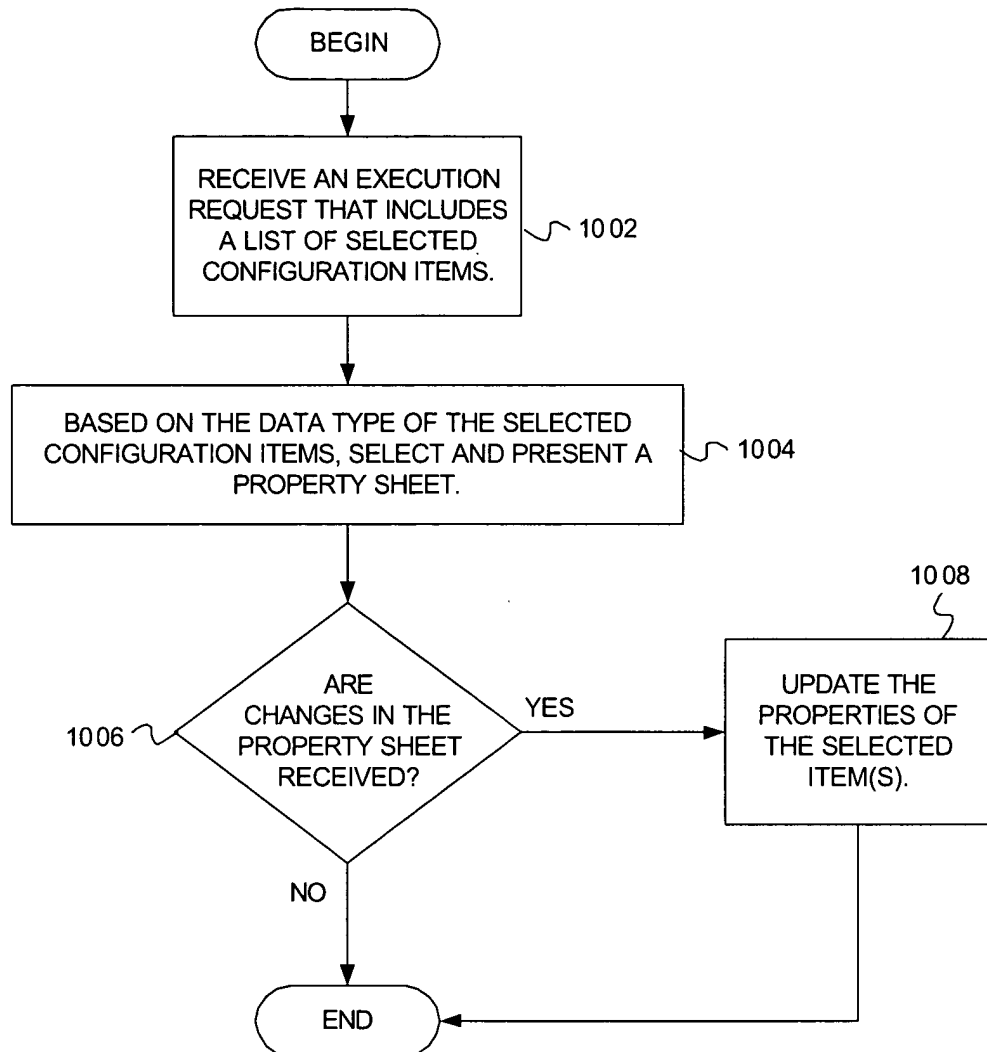 BEGIN
RECEIVE AN EXECUTION
REQUEST THAT INCLUDES
A LIST OF SELECTED
CONFIGURATION ITEMS.
1002
BASED ON THE DATA TYPE OF THE SELECTED
CONFIGURATION ITEMS, SELECT AND PRESENT A
PROPERTY SHEET.
1004
ARE
CHANGES IN THE
PROPERTY SHEET
RECEIVED?
1006
YES
1008
UPDATE THE
PROPERTIES OF
THE SELECTED
ITEM(S).
NO
END